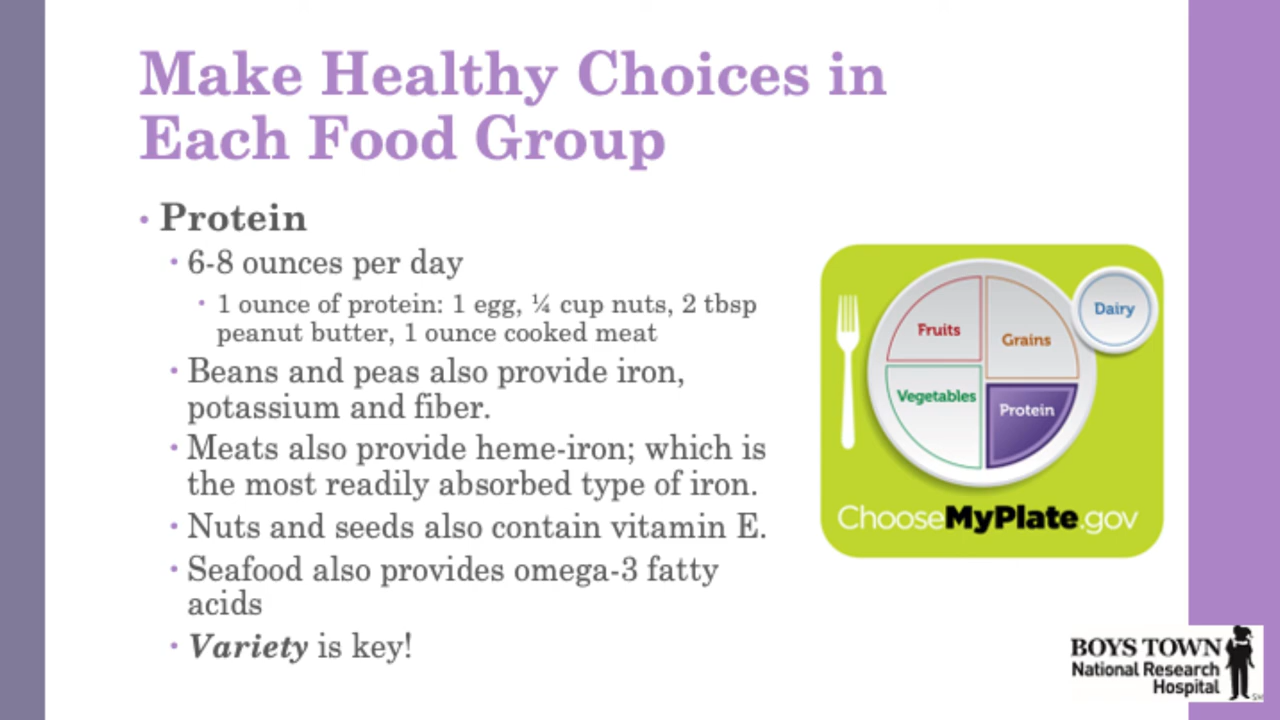 Make Healthy Choices in
Each Food Group
• Protein
• 6-8 ounces per day
• 1 ounce of protein: 1 egg, ¼ cup nuts, 2 tbsp
peanut butter, 1 ounce cooked meat
• Beans and peas also provide iron,
potassium and fiber.
• Meats also provide heme-iron; which is
the most readily absorbed type of iron.
• Nuts and seeds also contain vitamin E.
• Seafood also provides omega-3 fatty
acids
• Variety is key!
Dairy
Fruits
Grains
Vegetables
Protein
ChooseMyPlate.gov
BOYS TOWN
National Research
Hospital